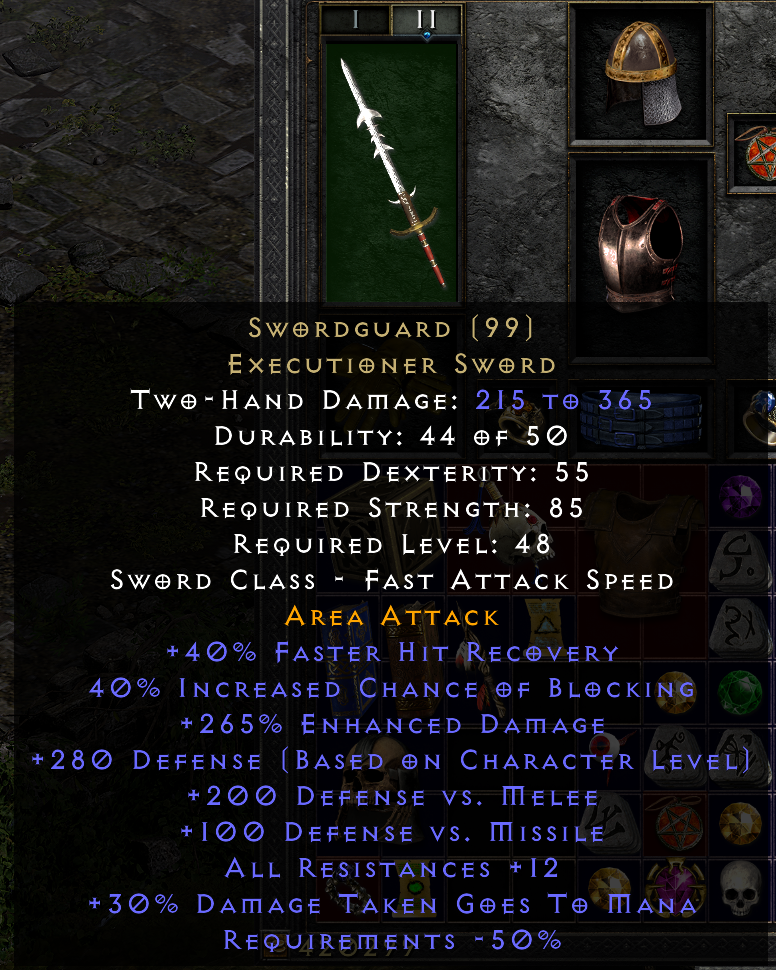 I II
Swordguard (99)
Executioner Sword
Two-Hand Damage: 215 to 365
Durability: 44 of 50
Required Dexterity: 55
Required Strength: 85
Required Level: 48
Sword Class - Fast Attack Speed
Area Attack
+40% Faster Hit Recovery
40% Increased Chance of Blocking
+265% Enhanced Damage
+280 Defense (Based on Character Level)
+200 Defense vs. Melee
+100 Defense vs. Missile
All Resistances +12
+30% Damage Taken Goes To Mana
Requirements -50%